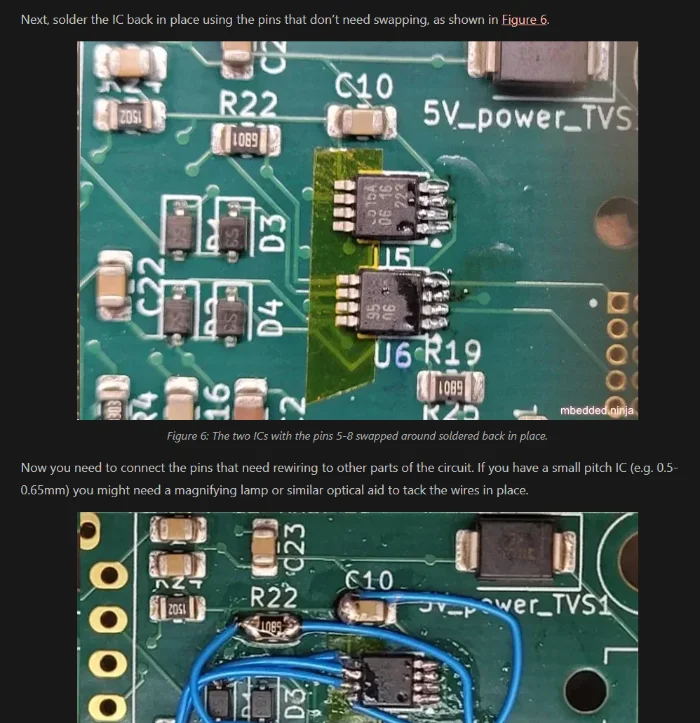 Next, solder the IC back in place using the pins that don't need swapping, as shown in Figure 6.
C10
R22
5V_power_TVS
1502
1089
D3
U5
C22
D4
U6 R19
1089
R4
mbedded.ninja
Figure 6: The two ICs with the pins 5-8 swapped around soldered back in place.
Now you need to connect the pins that need rewiring to other parts of the circuit. If you have a small pitch IC (e.g. 0.5-
0.65mm) you might need a magnifying lamp or similar optical aid to tack the wires in place.
C23
C10
R22
1502
1089
D3